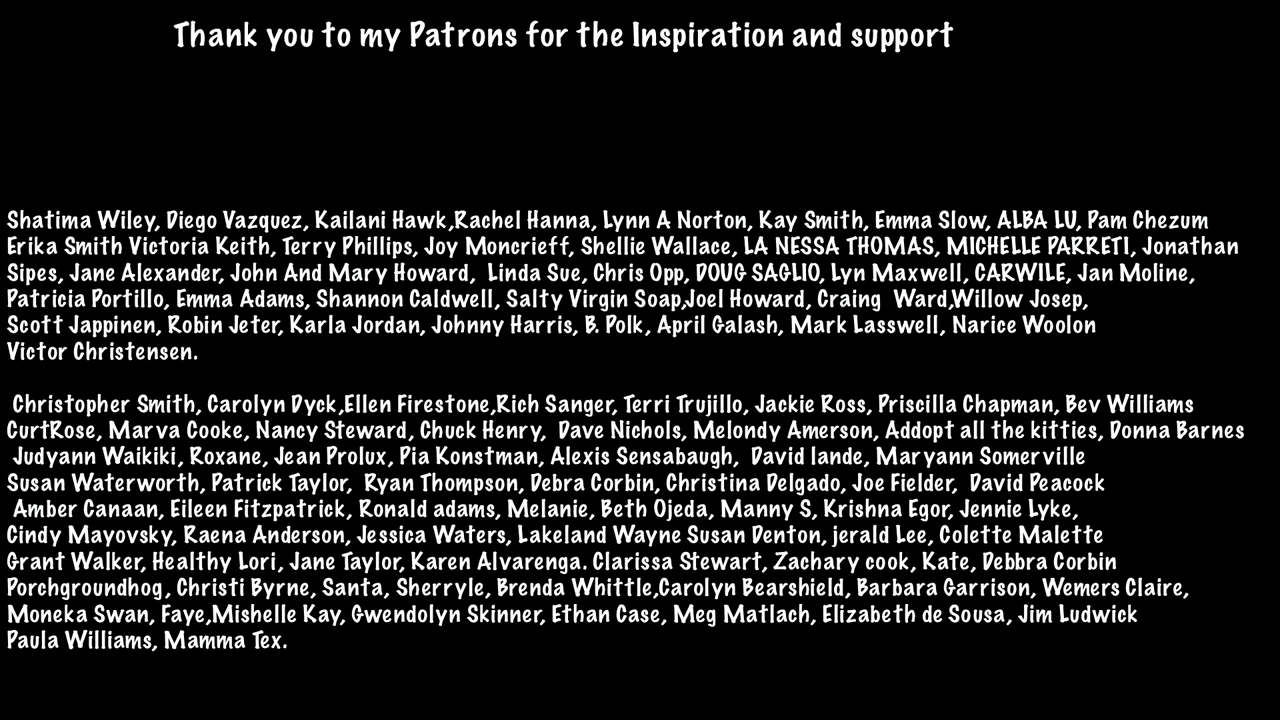 Thank you to my Patrons for the Inspiration and support
Shatima Wiley, Diego Vazquez, Kailani Hawk,Rachel Hanna, Lynn A Norton, Kay Smith, Emma Slow, ALBA LU, Pam Chezum
Erika Smith Victoria Keith, Terry Phillips, Joy Moncrieff, Shellie Wallace, LA NESSA THOMAS, MICHELLE PARRETI, Jonathan
Sipes, Jane Alexander, John And Mary Howard,  Linda Sue, Chris Opp, DOUG SAGLIO, Lyn Maxwell, CARWILE, Jan Moline,
Patricia Portillo, Emma Adams, Shannon Caldwell, Salty Virgin Soap,Joel Howard, Craing  Ward,Willow Josep,
Scott Jappinen, Robin Jeter, Karla Jordan, Johnny Harris, B. Polk, April Galash, Mark Lasswell, Narice Woolon
Victor Christensen.
Christopher Smith, Carolyn Dyck,Ellen Firestone,Rich Sanger, Terri Trujillo, Jackie Ross, Priscilla Chapman, Bev Williams
CurtRose, Marva Cooke, Nancy Steward, Chuck Henry,  Dave Nichols, Melondy Amerson, Addopt all the kitties, Donna Barnes
Judyann Waikiki, Roxane, Jean Prolux, Pia Konstman, Alexis Sensabaugh,  David lande, Maryann Somerville
Susan Waterworth, Patrick Taylor,  Ryan Thompson, Debra Corbin, Christina Delgado, Joe Fielder,  David Peacock
Amber Canaan, Eileen Fitzpatrick, Ronald adams, Melanie, Beth Ojeda, Manny S, Krishna Egor, Jennie Lyke,
Cindy Mayovsky, Raena Anderson, Jessica Waters, Lakeland Wayne Susan Denton, jerald Lee, Colette Malette
Grant Walker, Healthy Lori, Jane Taylor, Karen Alvarenga. Clarissa Stewart, Zachary cook, Kate, Debbra Corbin
Porchgroundhog, Christi Byrne, Santa, Sherryle, Brenda Whittle,Carolyn Bearshield, Barbara Garrison, Wemers Claire,
Moneka Swan, Faye,Mishelle Kay, Gwendolyn Skinner, Ethan Case, Meg Matlach, Elizabeth de Sousa, Jim Ludwick
Paula Williams, Mamma Tex.